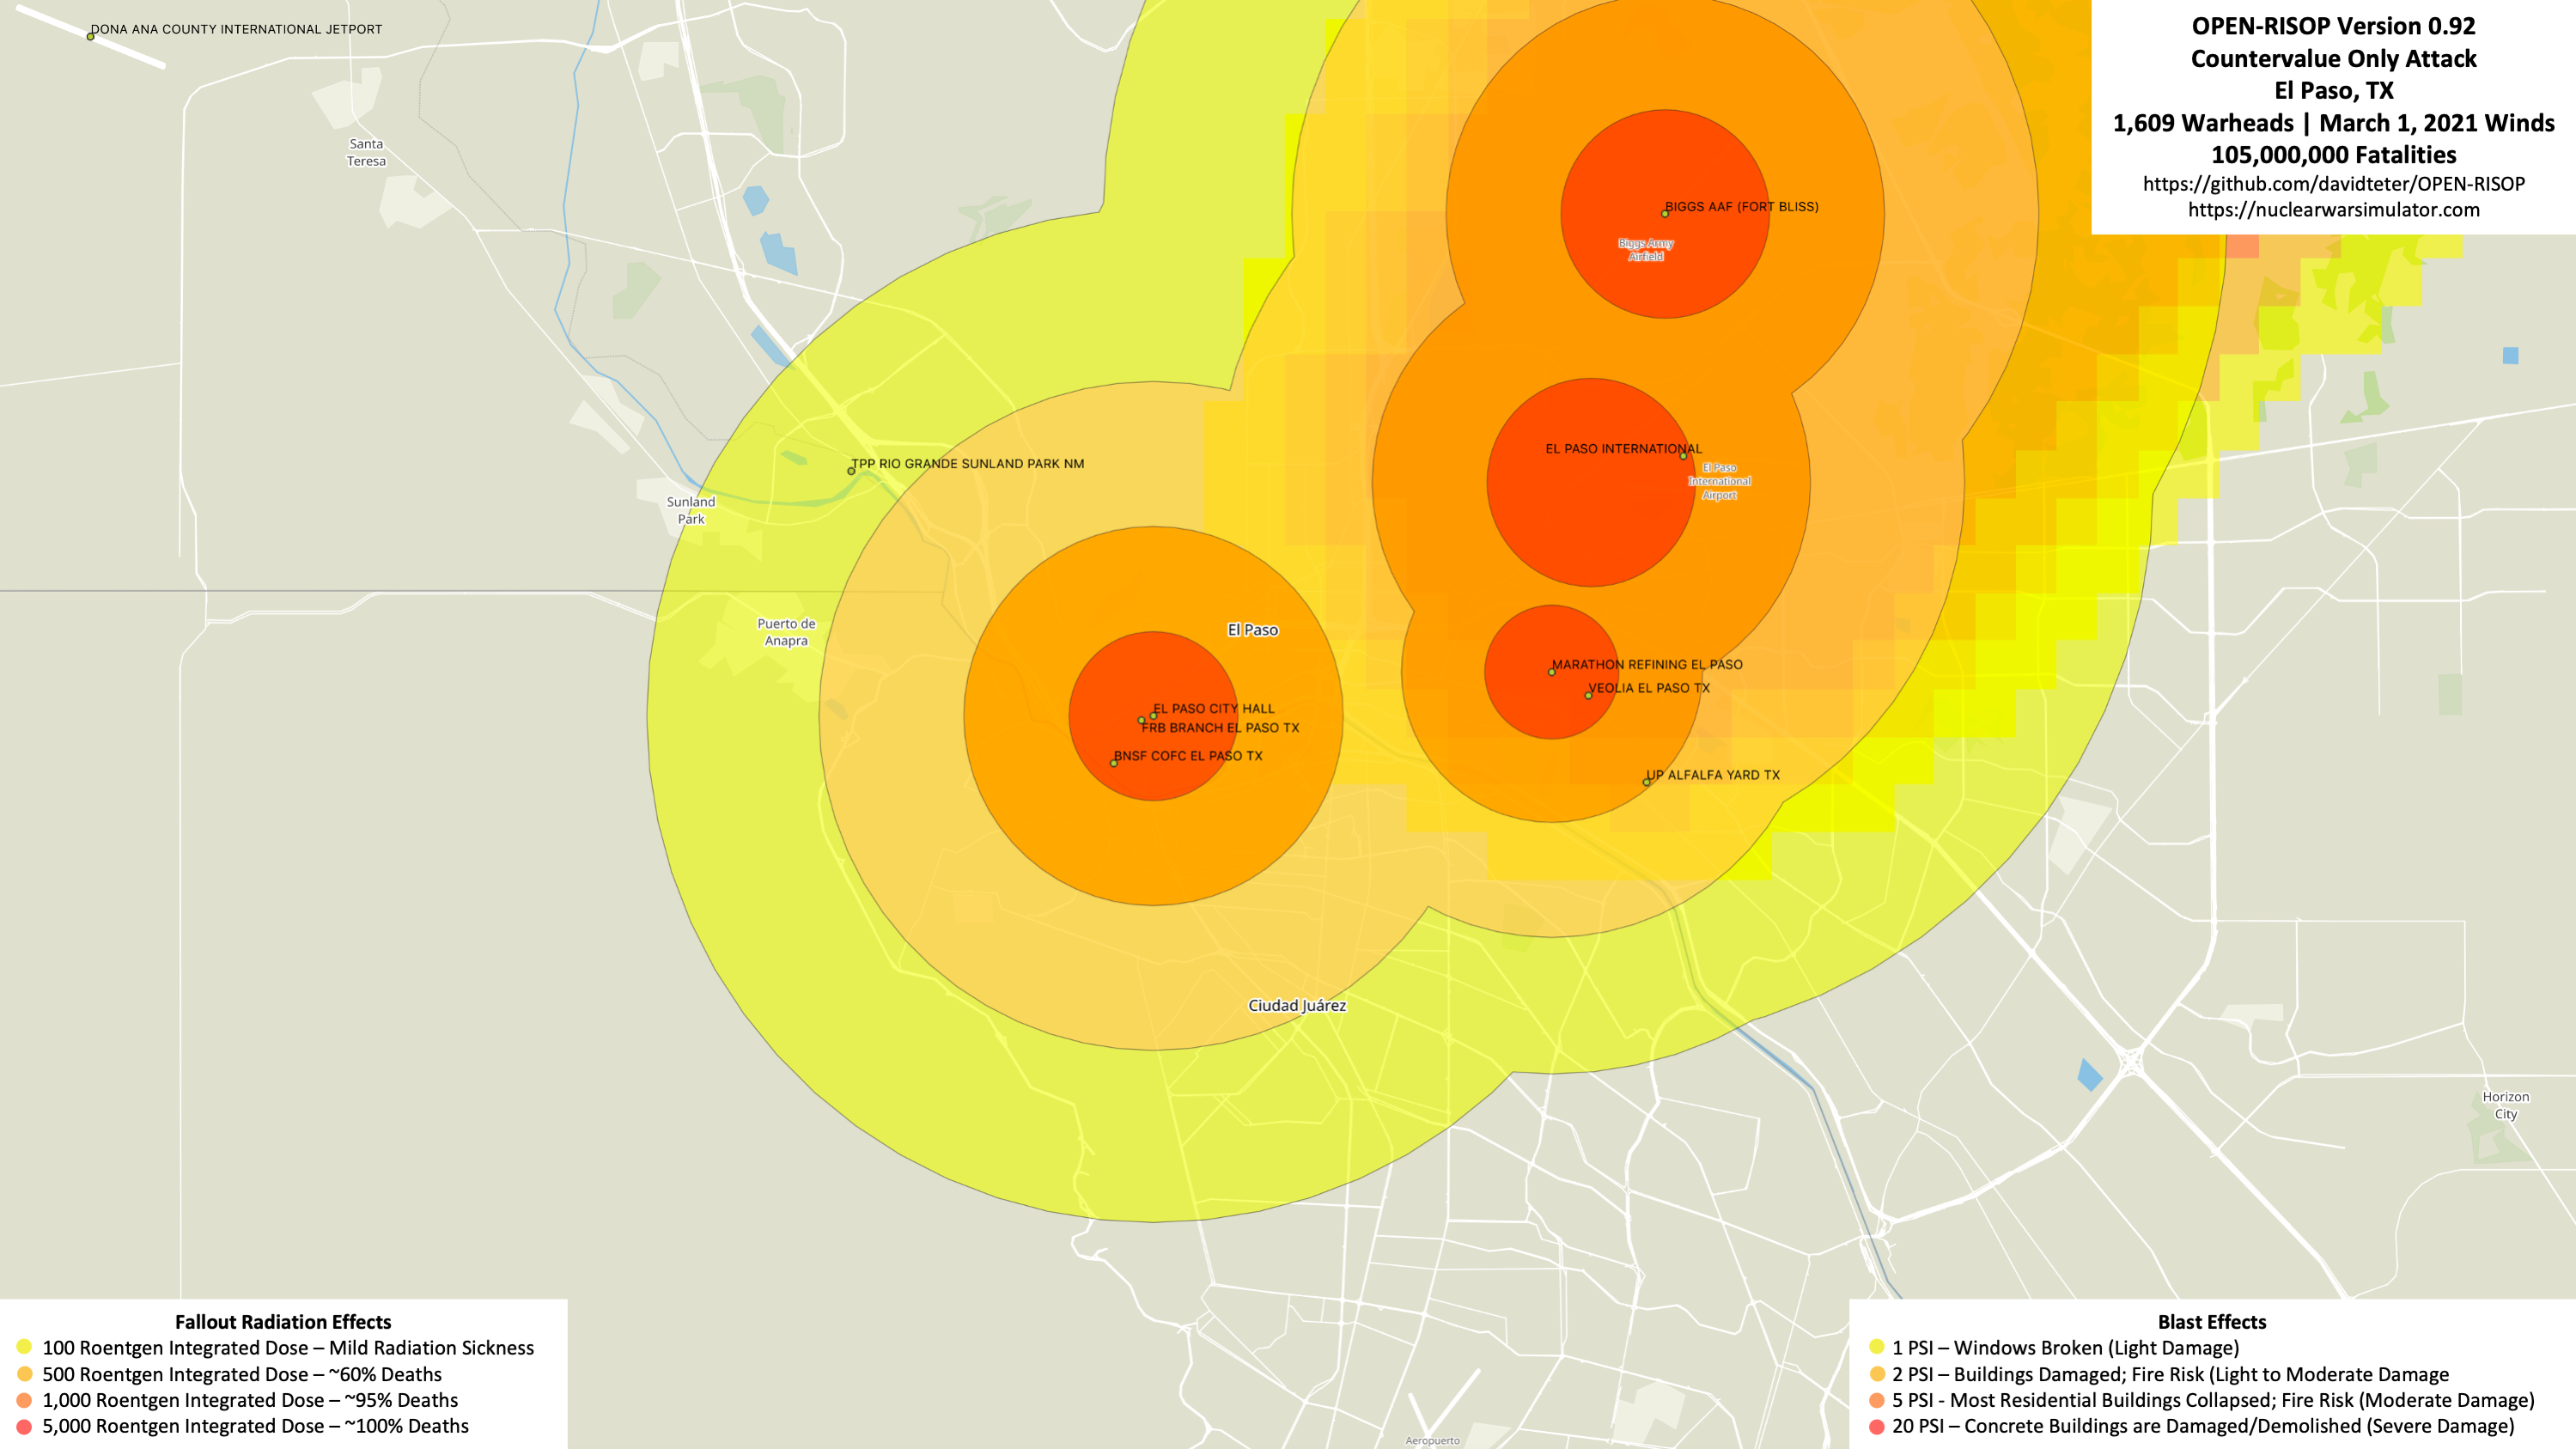 DONA ANA COUNTY INTERNATIONAL JETPORT
OPEN-RISOP Version 0.92
Countervalue Only Attack
El Paso, TX
1,609 Warheads | March 1, 2021 Winds
105,000,000 Fatalities
https://github.com/davidteter/OPEN-RISOP
https://nuclearwarsimulator.com
Santa
Teresa
BIGGS AAF (FORT BLISS)
Biggs Army
Airfield
EL PASO INTERNATIONAL
El Paso
International
Airport
TPP RIO GRANDE SUNLAND PARK NM
Sunland
Park
Puerto de
Anapra
El Paso
MARATHON REFINING EL PASO
VEOLIA EL PASO TX
EL PASO CITY HALL
FRB BRANCH EL PASO TX
BNSF COFC EL PASO TX
UP ALFALFA YARD TX
Ciudad Juárez
Horizon
City
Aeropuerto
Fallout Radiation Effects
100 Roentgen Integrated Dose – Mild Radiation Sickness
500 Roentgen Integrated Dose – ~60% Deaths
1,000 Roentgen Integrated Dose – ~95% Deaths
5,000 Roentgen Integrated Dose – ~100% Deaths
Blast Effects
1 PSI – Windows Broken (Light Damage)
2 PSI – Buildings Damaged; Fire Risk (Light to Moderate Damage
5 PSI - Most Residential Buildings Collapsed; Fire Risk (Moderate Damage)
20 PSI – Concrete Buildings are Damaged/Demolished (Severe Damage)